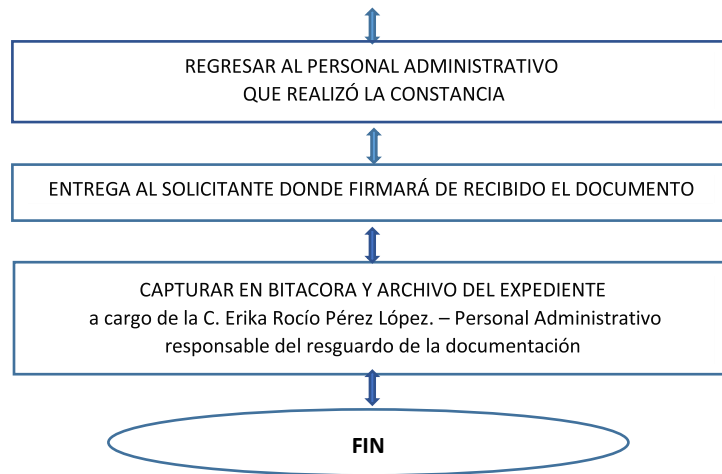 REGRESAR AL PERSONAL ADMINISTRATIVO
QUE REALIZÓ LA CONSTANCIA
ENTREGA AL SOLICITANTE DONDE FIRMARÁ DE RECIBIDO EL DOCUMENTO
CAPTURAR EN BITACORA Y ARCHIVO DEL EXPEDIENTE
a cargo de la C. Erika Rocío Pérez López. – Personal Administrativo
responsable del resguardo de la documentación
FIN